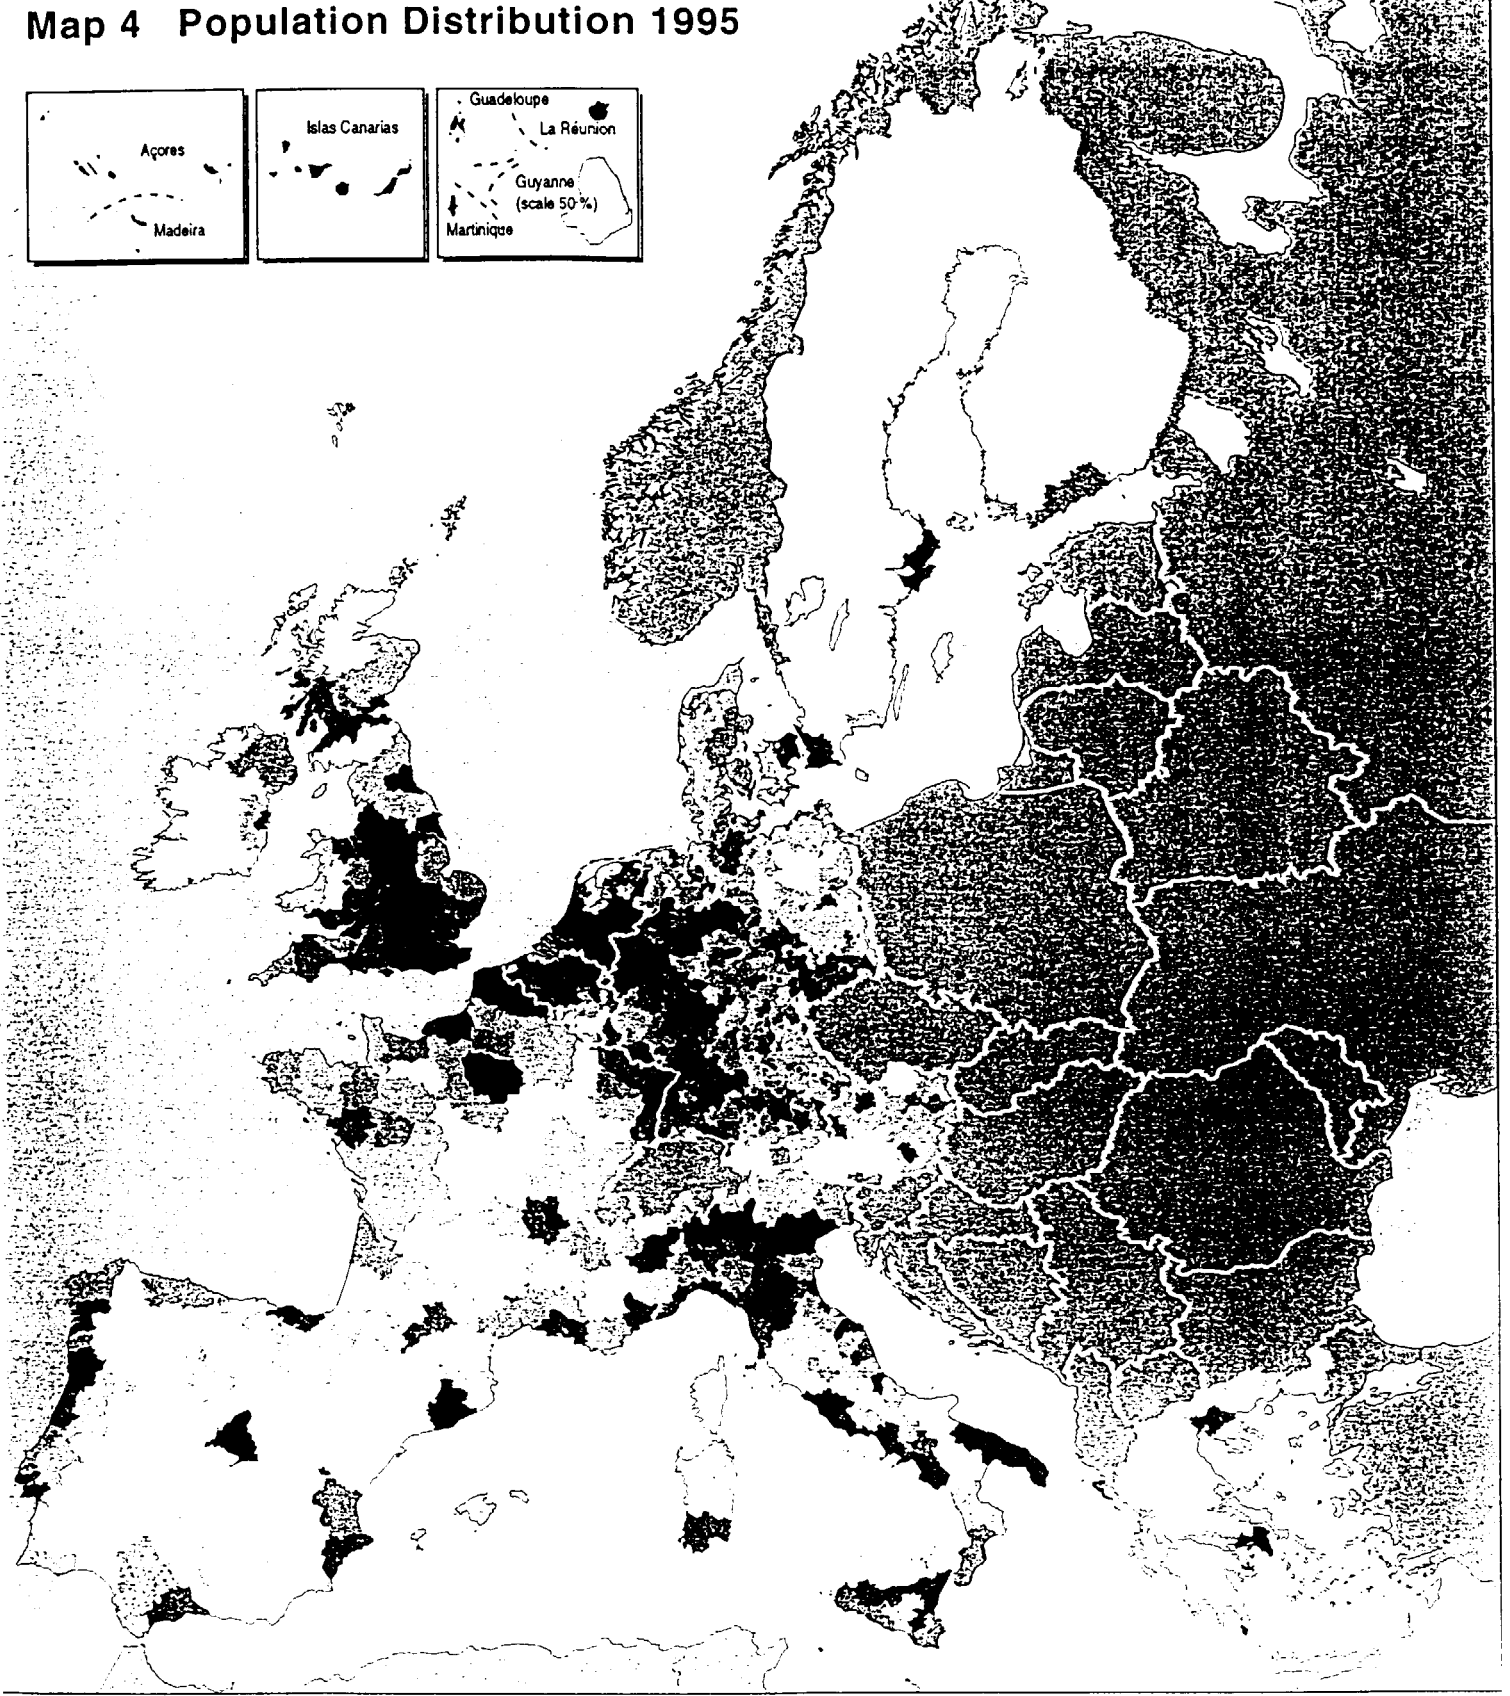 Map 4 Population Distribution 1995
Açores
Madeira
Islas Canarias
Guadeloupe
La Réunion
Guyanne
(scale 50 %)
Martinique